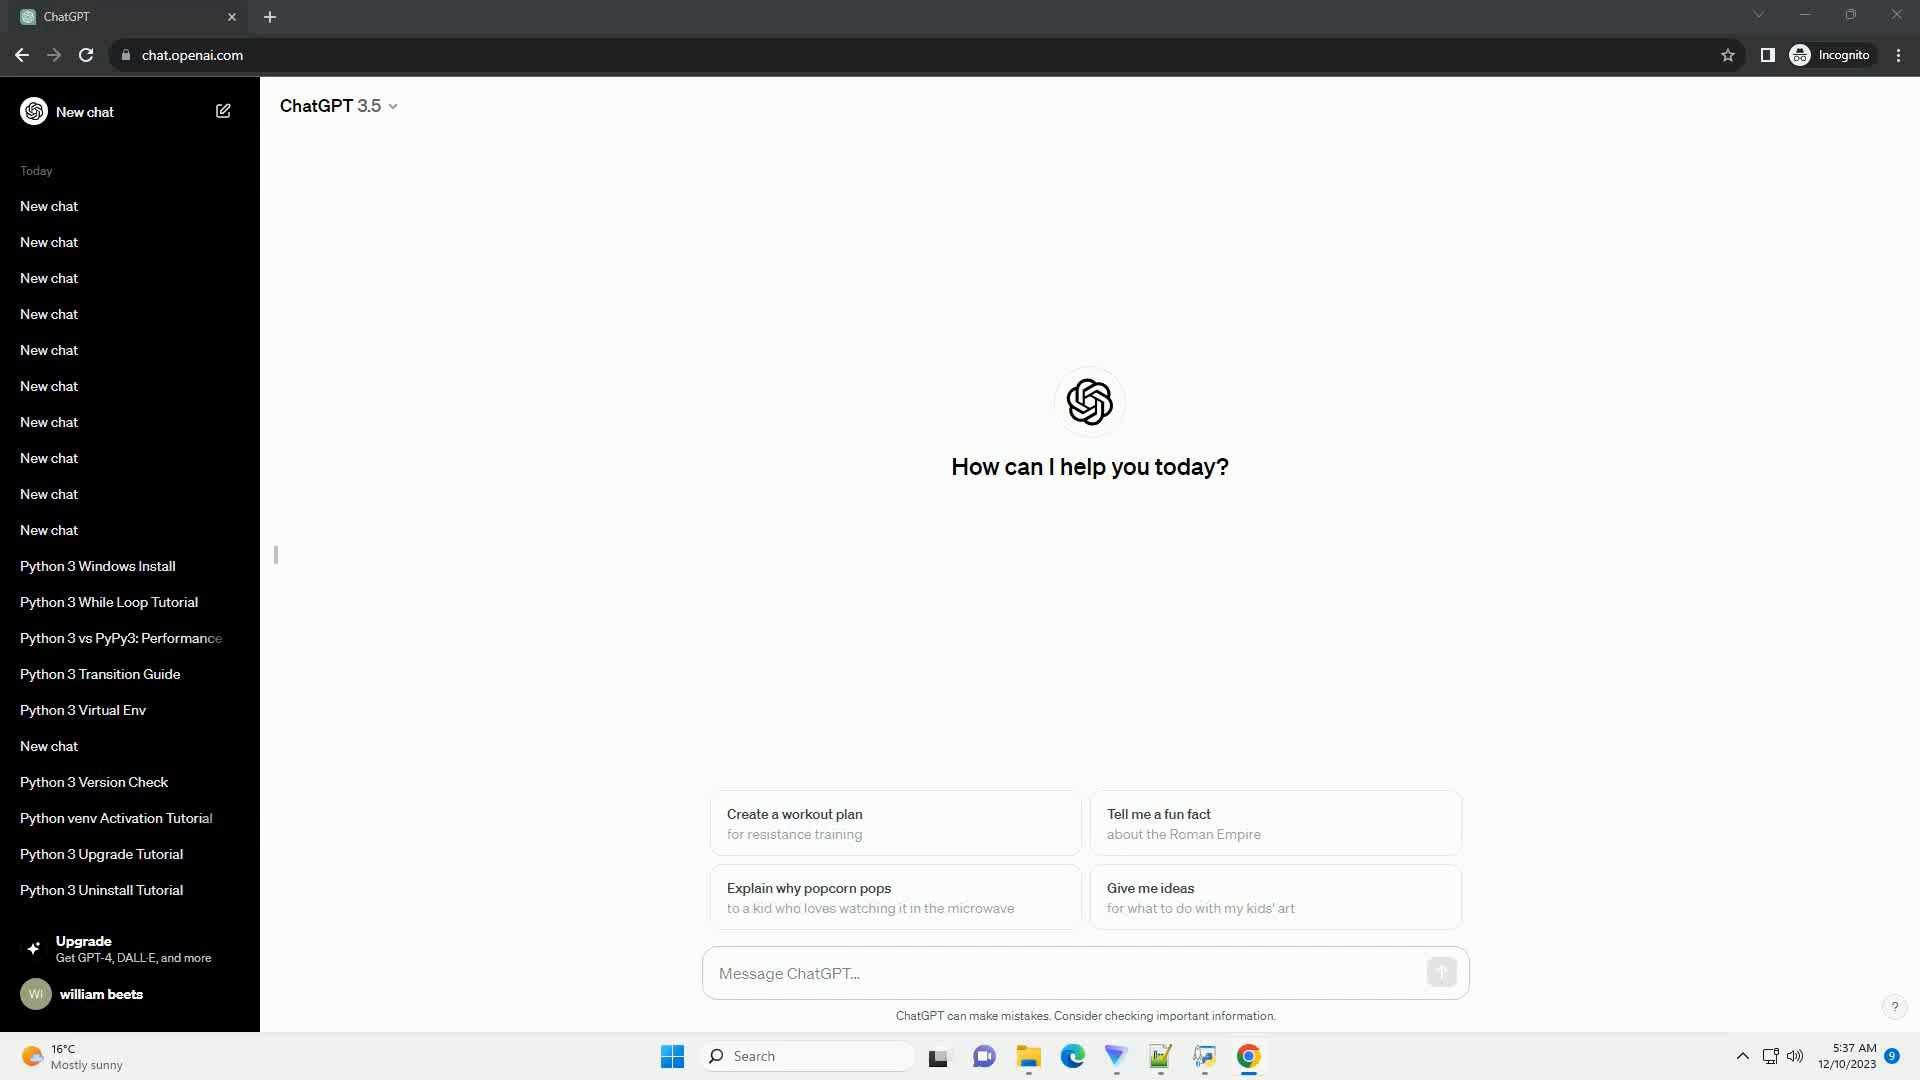 ChatGPT
chat.openai.com
Incognito
New chat
ChatGPT 3.5
Today
New chat
New chat
New chat
New chat
New chat
New chat
New chat
New chat
New chat
New chat
Python 3 Windows Install
Python 3 While Loop Tutorial
Python 3 vs PyPy3: Performance
Python 3 Transition Guide
Python 3 Virtual Env
New chat
Python 3 Version Check
Python venv Activation Tutorial
Python 3 Upgrade Tutorial
Python 3 Uninstall Tutorial
Upgrade
Get GPT-4, DALL·E, and more
WI
william beets
How can I help you today?
Create a workout plan
for resistance training
Tell me a fun fact
about the Roman Empire
Explain why popcorn pops
to a kid who loves watching it in the microwave
Give me ideas
for what to do with my kids' art
Message ChatGPT...
ChatGPT can make mistakes. Consider checking important information.
?
16°C
Mostly sunny
Search
5:37 AM
12/10/2023
9